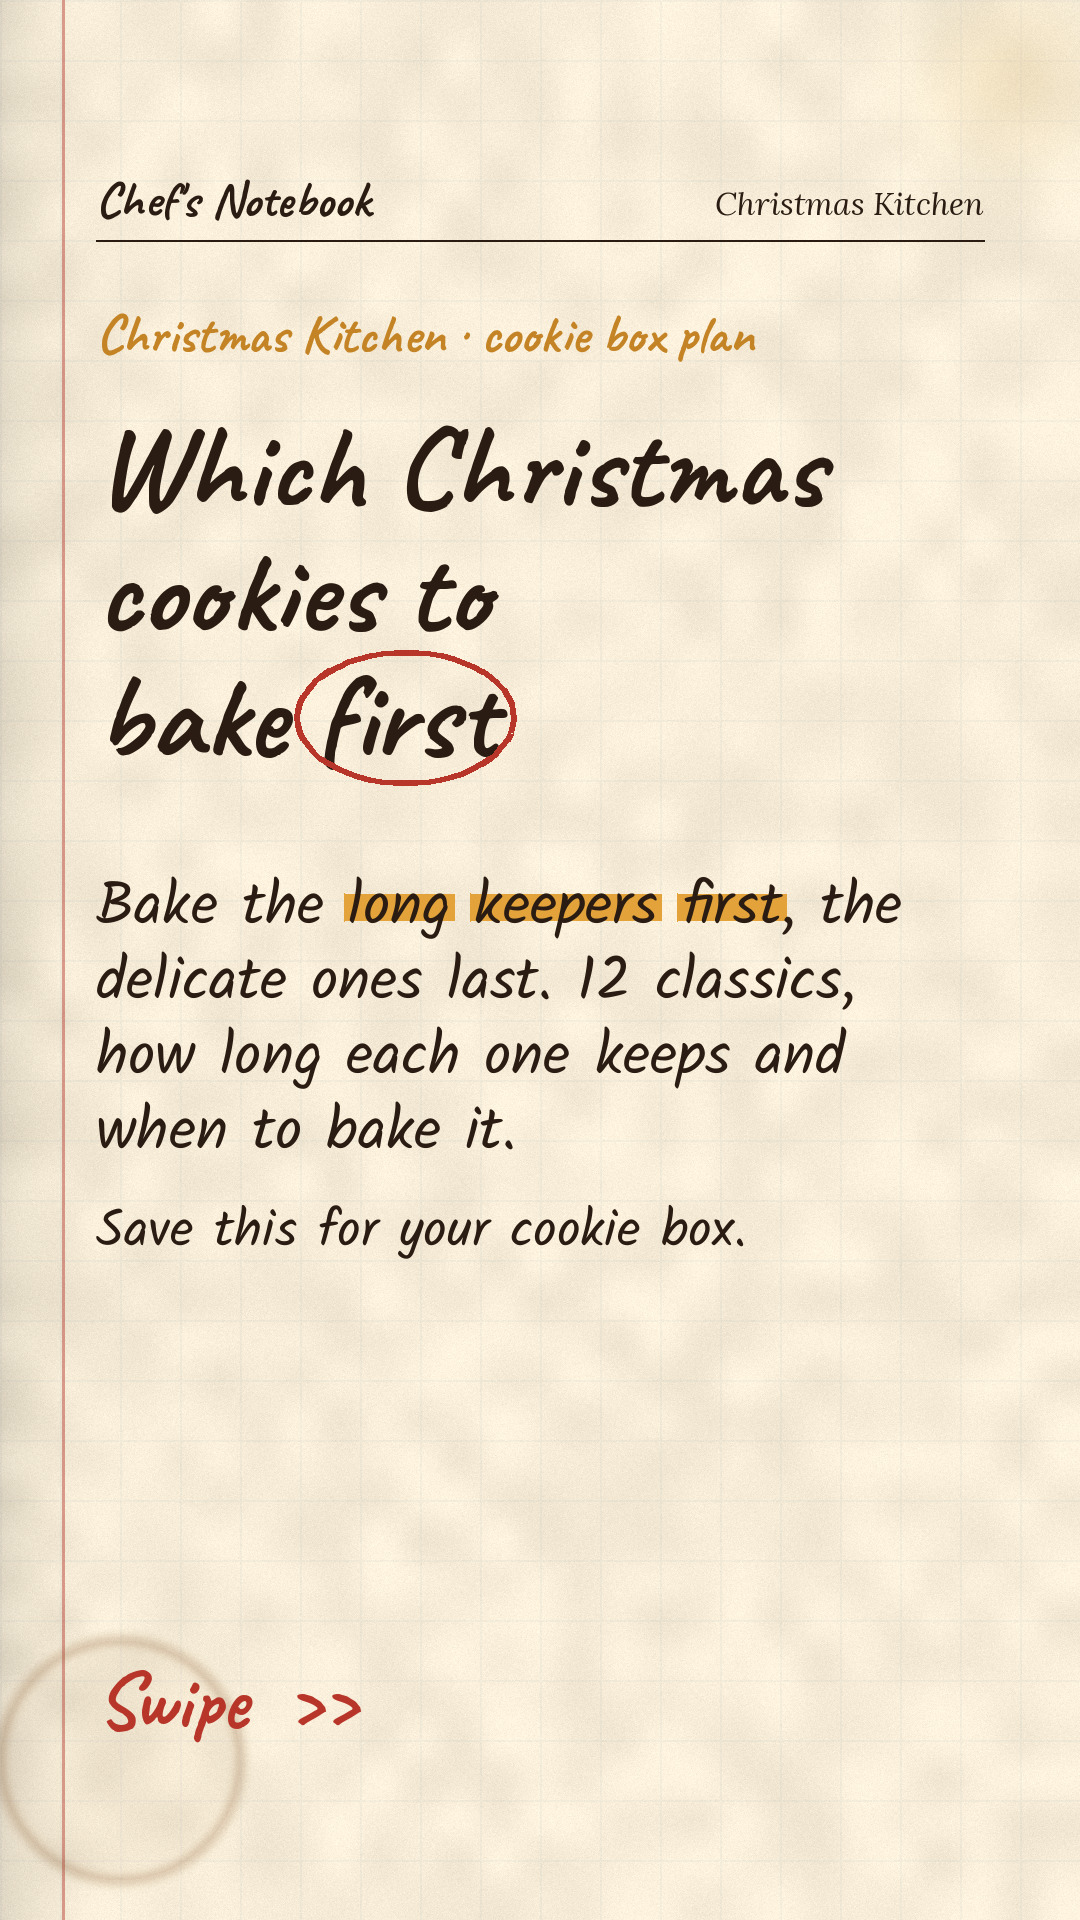 Chef's Notebook
Christmas Kitchen
Christmas Kitchen · cookie box plan
Which Christmas
cookies to
bake first
Bake the long keepers first, the
delicate ones last. 12 classics,
how long each one keeps and
when to bake it.
Save this for your cookie box.
Swipe >>